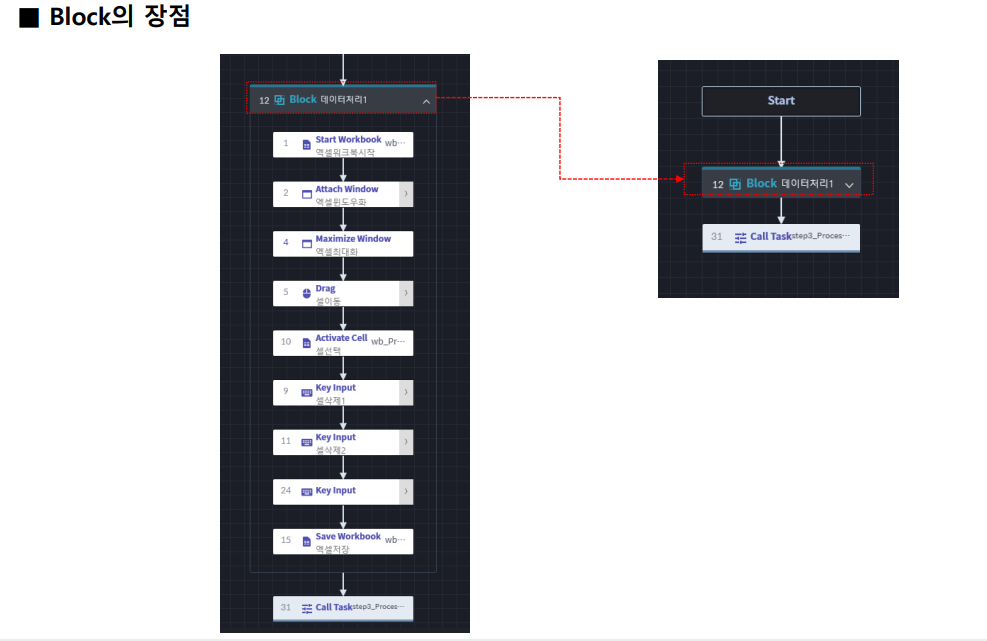 ■ Block의 장점
12 Block 데이터처리1
1 Start Workbook wb···
엑셀워크북시작
2 Attach Window
엑셀윈도우화
4 Maximize Window
엑셀최대화
5 Drag
셀이동
10 Activate Cell wb_Pr···
셀선택
9 Key Input
셀삭제1
11 Key Input
셀삭제2
24 Key Input
15 Save Workbook wb···
엑셀저장
31 Call Task step3_Proces···
Start
12 Block 데이터처리1
31 Call Task step3_Proces···